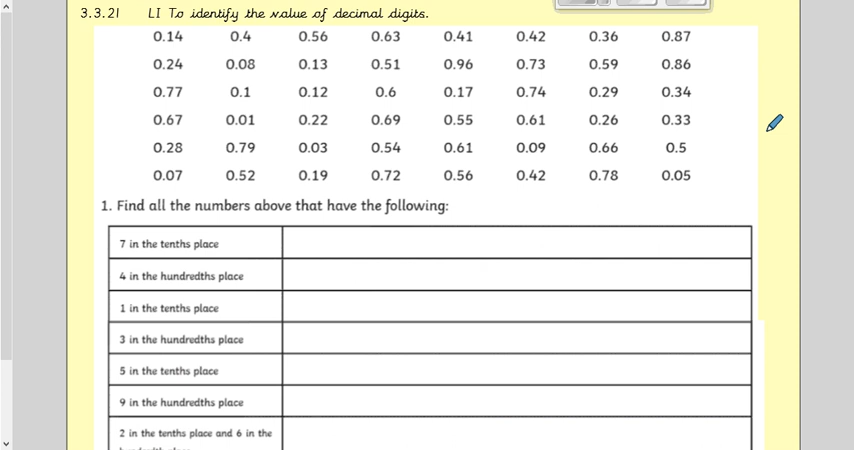 3.3.21 LI To identify the value of decimal digits.
0.14 0.4 0.56 0.63 0.41 0.42 0.36 0.87
0.24 0.08 0.13 0.51 0.96 0.73 0.59 0.86
0.77 0.1 0.12 0.6 0.17 0.74 0.29 0.34
0.67 0.01 0.22 0.69 0.55 0.61 0.26 0.33
0.28 0.79 0.03 0.54 0.61 0.09 0.66 0.5
0.07 0.52 0.19 0.72 0.56 0.42 0.78 0.05
1. Find all the numbers above that have the following:
7 in the tenths place
4 in the hundredths place
1 in the tenths place
3 in the hundredths place
5 in the tenths place
9 in the hundredths place
2 in the tenths place and 6 in the